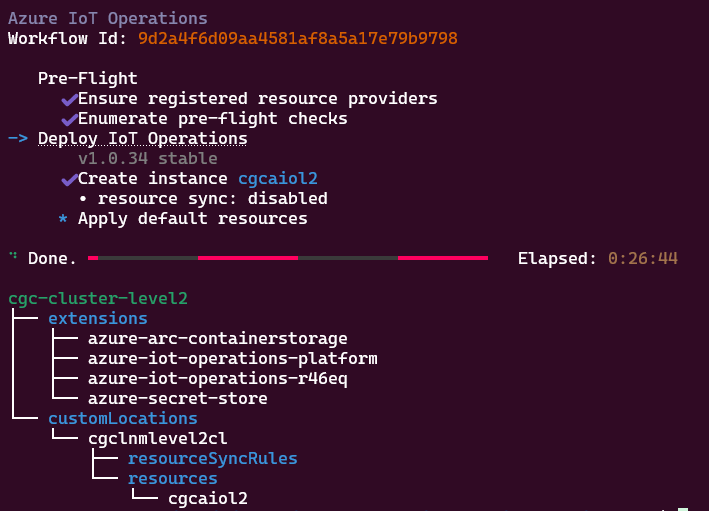 Azure IoT Operations
Workflow Id: 9d2a4f6d09aa4581af8a5a17e79b9798
Pre-Flight
✔Ensure registered resource providers
✔Enumerate pre-flight checks
-> Deploy IoT Operations
v1.0.34 stable
✔Create instance cgcaiol2
• resource sync: disabled
* Apply default resources
Done. Elapsed: 0:26:44
cgc-cluster-level2
├── extensions
│   ├── azure-arc-containerstorage
│   ├── azure-iot-operations-platform
│   ├── azure-iot-operations-r46eq
│   └── azure-secret-store
└── customLocations
    └── cgclnmlevel2cl
        ├── resourceSyncRules
        └── resources
            └── cgcaiol2